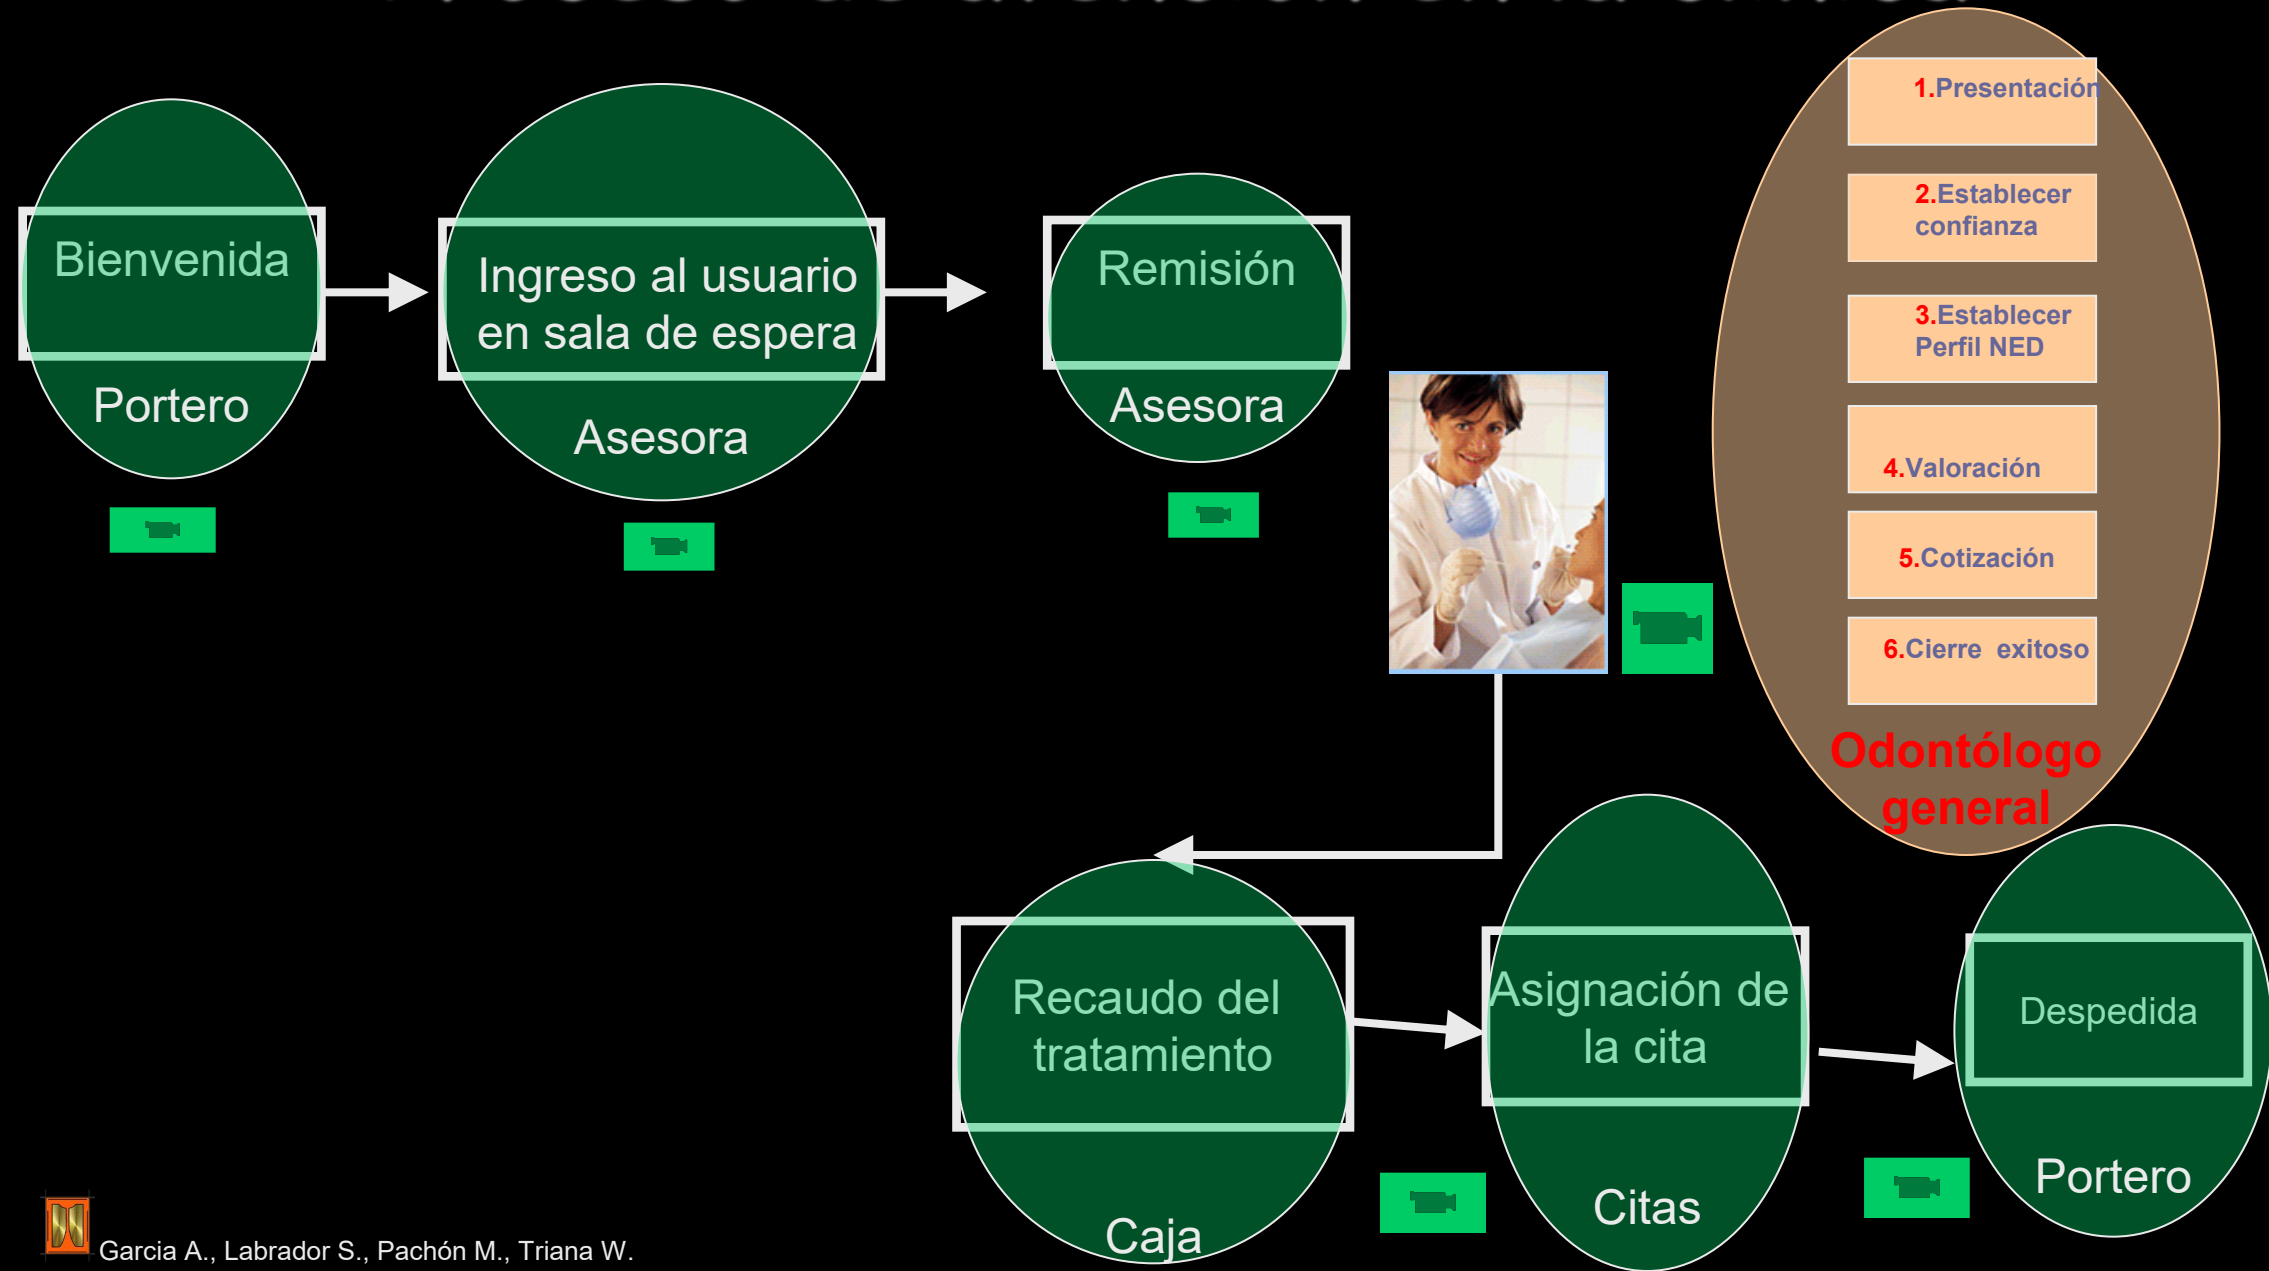 Bienvenida
Portero
Ingreso al usuario
en sala de espera
Asesora
Remisión
Asesora
1.Presentación
2.Establecer
confianza
3.Establecer
Perfil NED
4.Valoración
5.Cotización
6.Cierre exitoso
Odontólogo
general
Recaudo del
tratamiento
Caja
Asignación de
la cita
Citas
Despedida
Portero
Garcia A., Labrador S., Pachón M., Triana W.